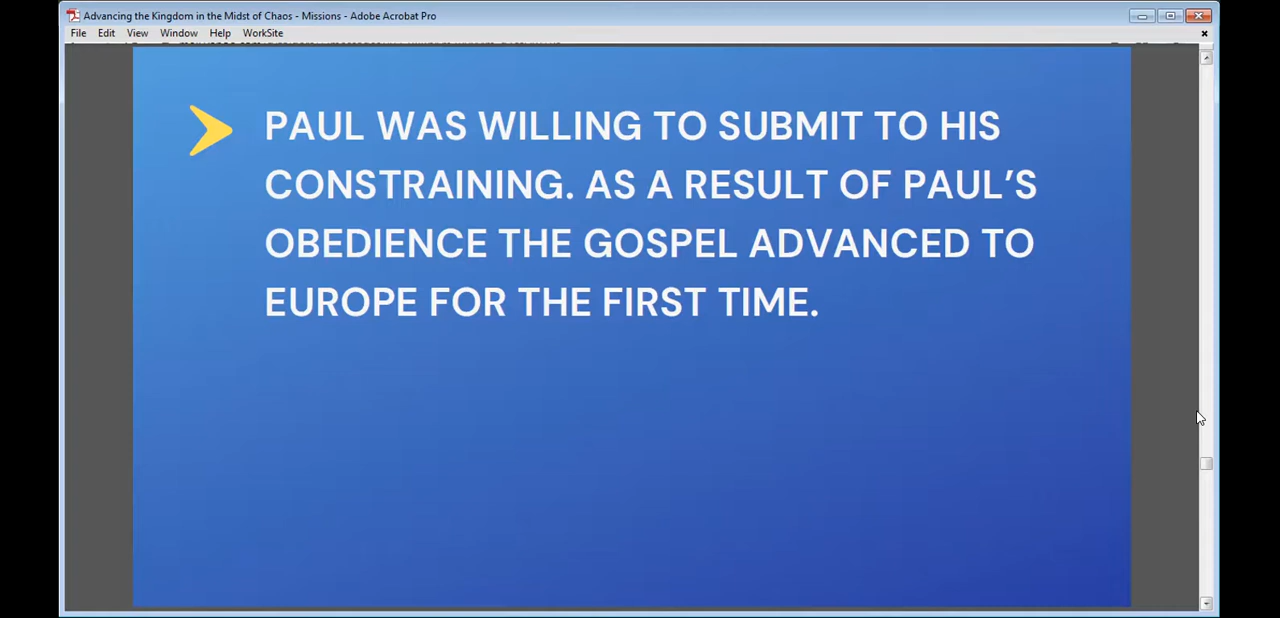 Advancing the Kingdom in the Midst of Chaos - Missions - Adobe Acrobat Pro
File Edit View Window Help WorkSite
PAUL WAS WILLING TO SUBMIT TO HIS
CONSTRAINING. AS A RESULT OF PAUL’S
OBEDIENCE THE GOSPEL ADVANCED TO
EUROPE FOR THE FIRST TIME.